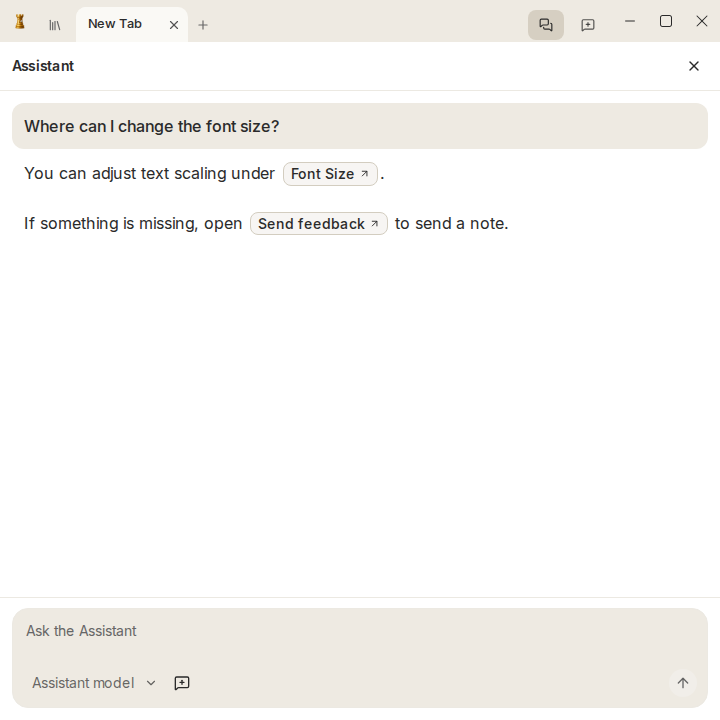 New Tab
Assistant
Where can I change the font size?
You can adjust text scaling under Font Size.
If something is missing, open Send feedback to send a note.
Ask the Assistant
Assistant model